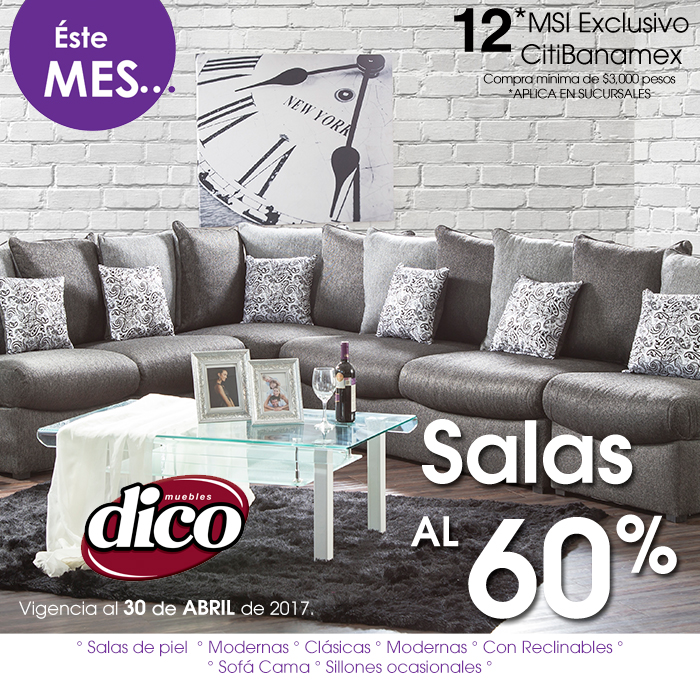 Éste
MES...
12*MSI Exclusivo
CitiBanamex
Compra mínima de $3,000 pesos
*APLICA EN SUCURSALES
NEW YORK
Salas
AL 60%
muebles
dico
Vigencia al 30 de ABRIL de 2017.
° Salas de piel ° Modernas ° Clásicas ° Modernas ° Con Reclinables °
° Sofá Cama ° Sillones ocasionales °